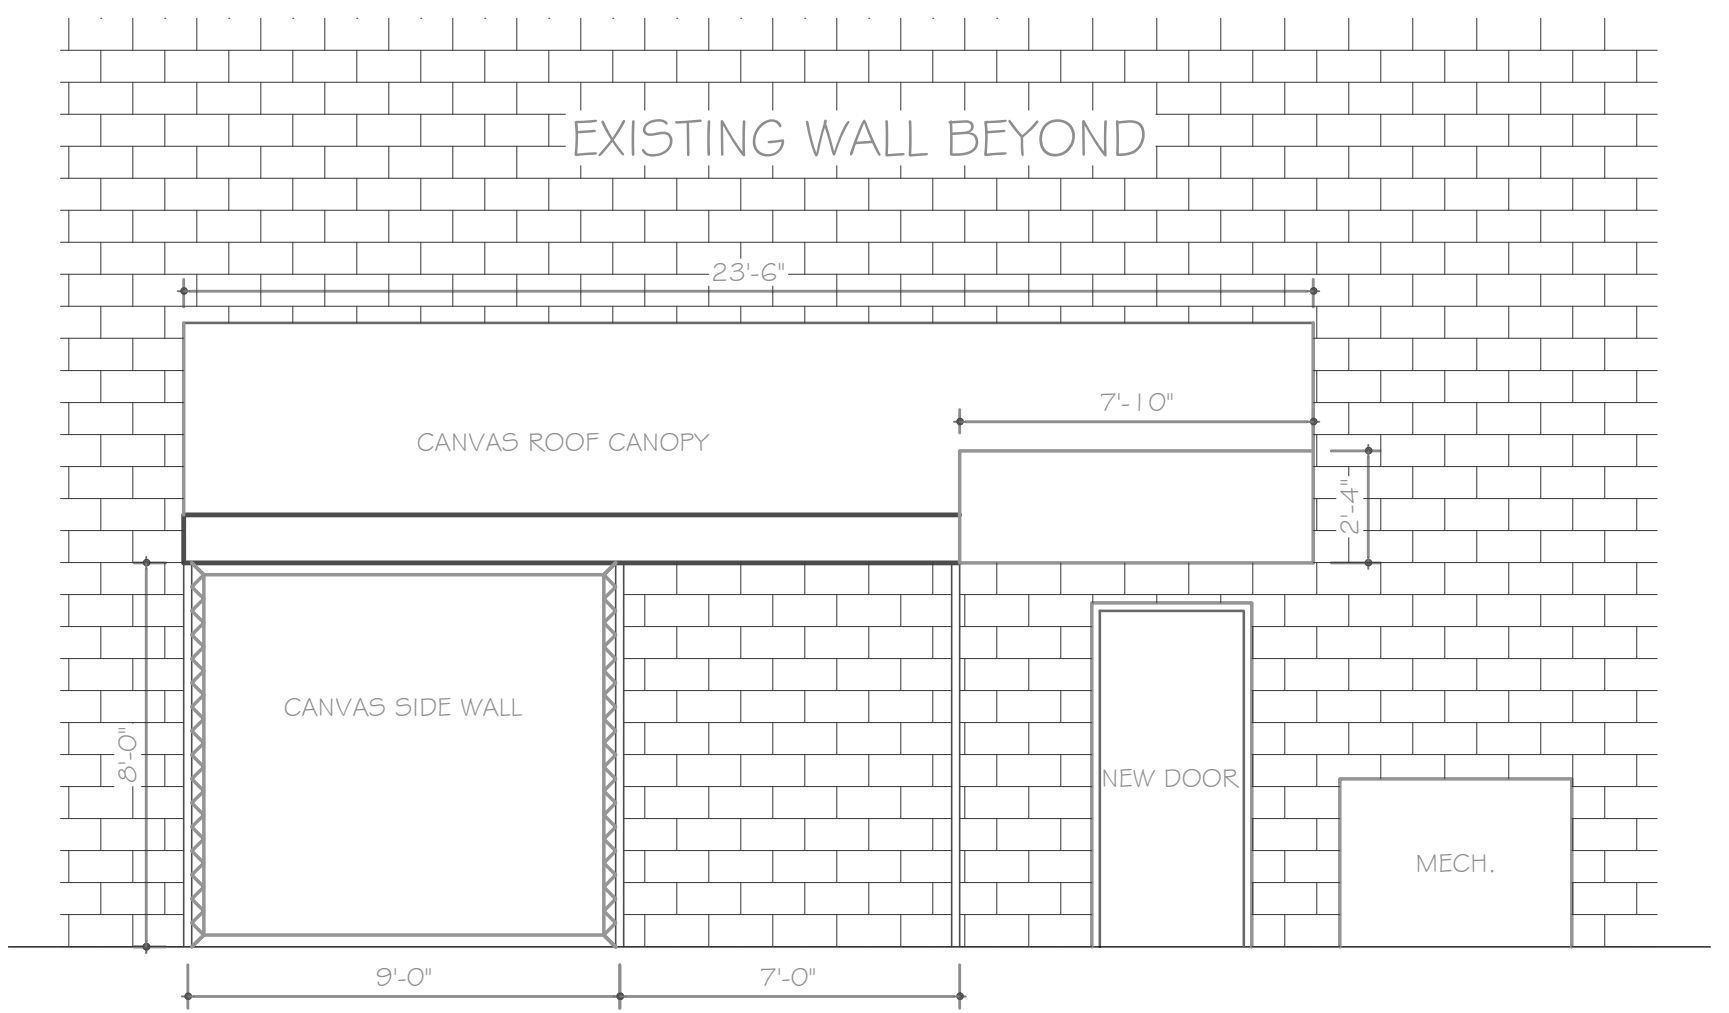 EXISTING WALL BEYOND
23'-6"
7'-10"
CANVAS ROOF CANOPY
2'-4"
CANVAS SIDE WALL
8'-0"
NEW DOOR
MECH.
9'-0"
7'-0"